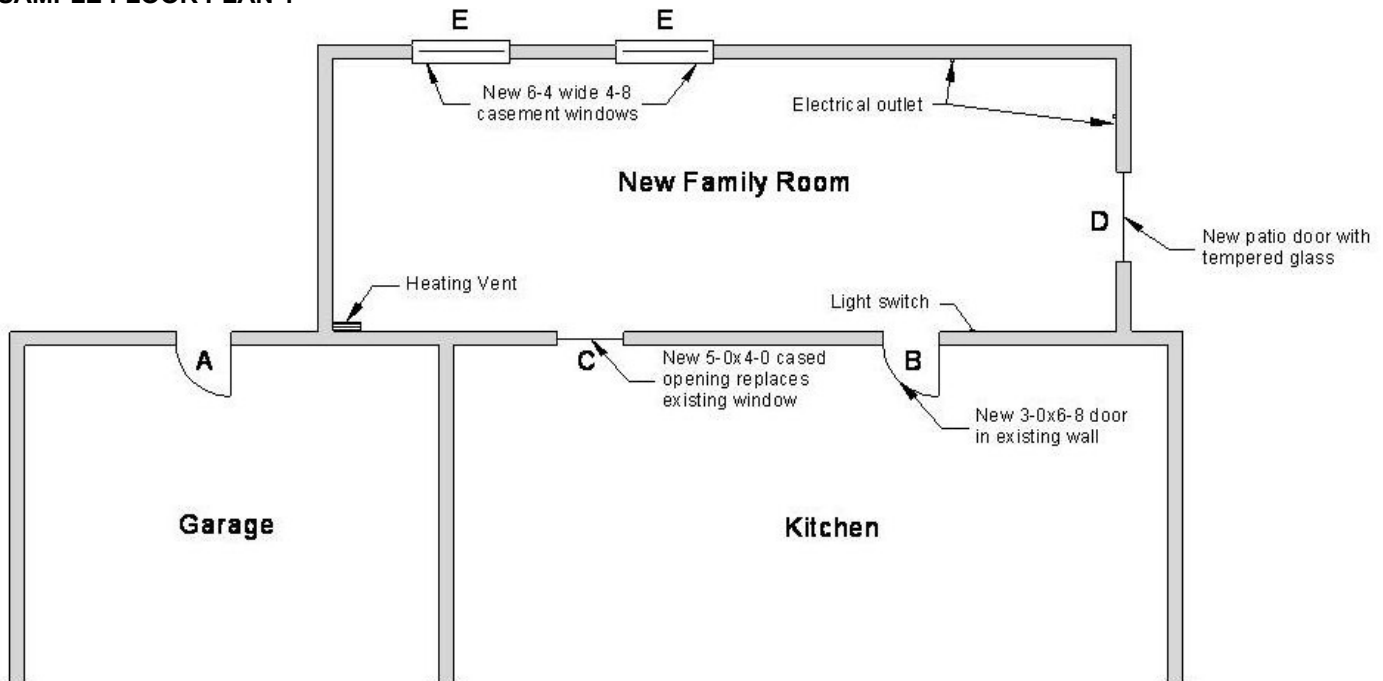 E
E
New 6-4 wide 4-8
casement windows
Electrical outlet
New Family Room
D
New patio door with
tempered glass
Heating Vent
Light switch
A
C
New 5-0x4-0 cased
opening replaces
existing window
B
New 3-0x6-8 door
in existing wall
Garage
Kitchen